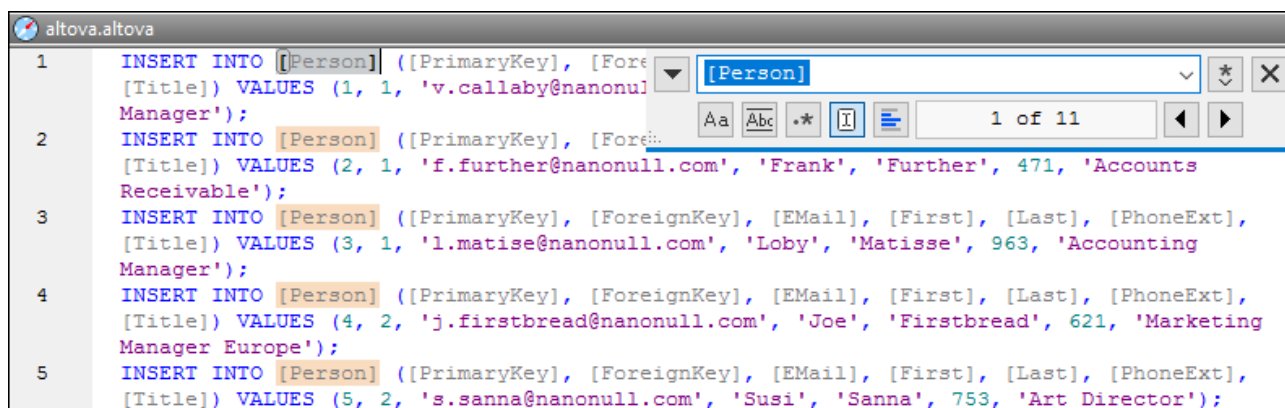 altova.altova
1 INSERT INTO [Person] ([PrimaryKey], [Fore
[Title]) VALUES (1, 1, 'v.callaby@nanonul
Manager');
[Person]
Aa Abc .* 1 of 11
2 INSERT INTO [Person] ([PrimaryKey], [Fore
[Title]) VALUES (2, 1, 'f.further@nanonull.com', 'Frank', 'Further', 471, 'Accounts
Receivable');
3 INSERT INTO [Person] ([PrimaryKey], [ForeignKey], [EMail], [First], [Last], [PhoneExt],
[Title]) VALUES (3, 1, 'l.matise@nanonull.com', 'Loby', 'Matisse', 963, 'Accounting
Manager');
4 INSERT INTO [Person] ([PrimaryKey], [ForeignKey], [EMail], [First], [Last], [PhoneExt],
[Title]) VALUES (4, 2, 'j.firstbread@nanonull.com', 'Joe', 'Firstbread', 621, 'Marketing
Manager Europe');
5 INSERT INTO [Person] ([PrimaryKey], [ForeignKey], [EMail], [First], [Last], [PhoneExt],
[Title]) VALUES (5, 2, 's.sanna@nanonull.com', 'Susi', 'Sanna', 753, 'Art Director');